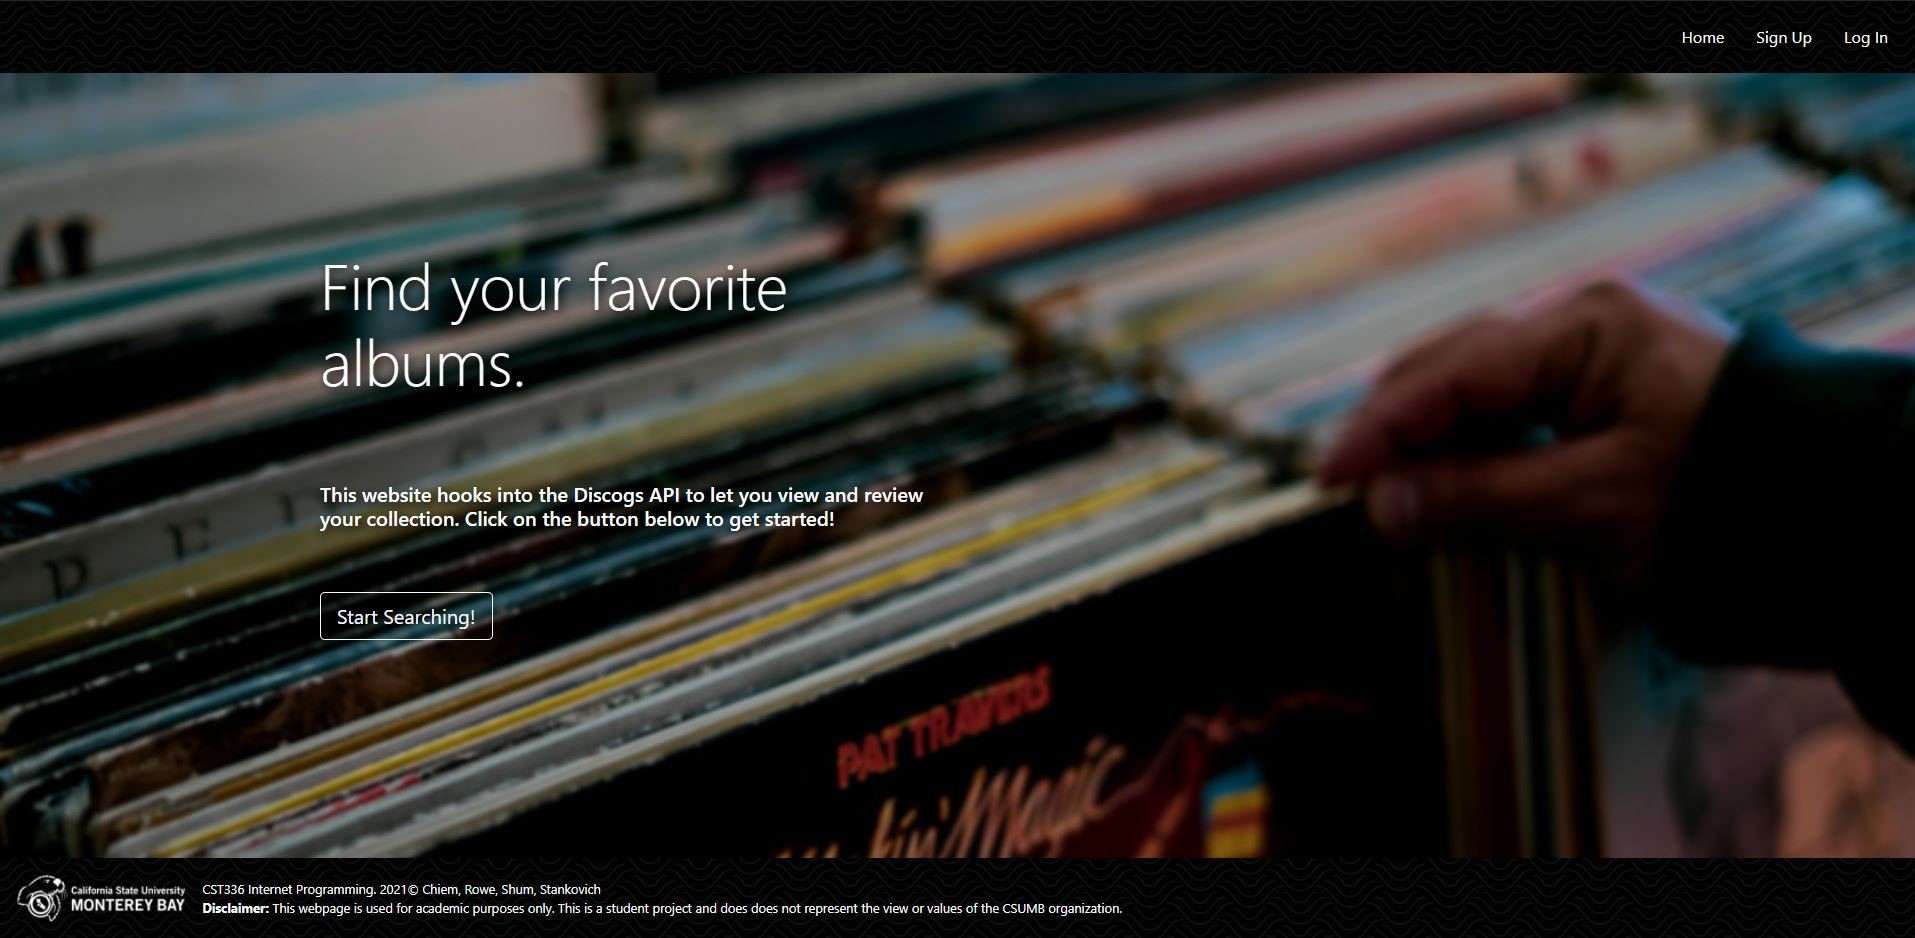 Home Sign Up Log In
Find your favorite
albums.
This website hooks into the Discogs API to let you view and review
your collection. Click on the button below to get started!
Start Searching!
PAT TRAVERS
Magic
California State University
MONTEREY BAY
CST336 Internet Programming. 2021© Chiem, Rowe, Shum, Stankovich
Disclaimer: This webpage is used for academic purposes only. This is a student project and does does not represent the view or values of the CSUMB organization.